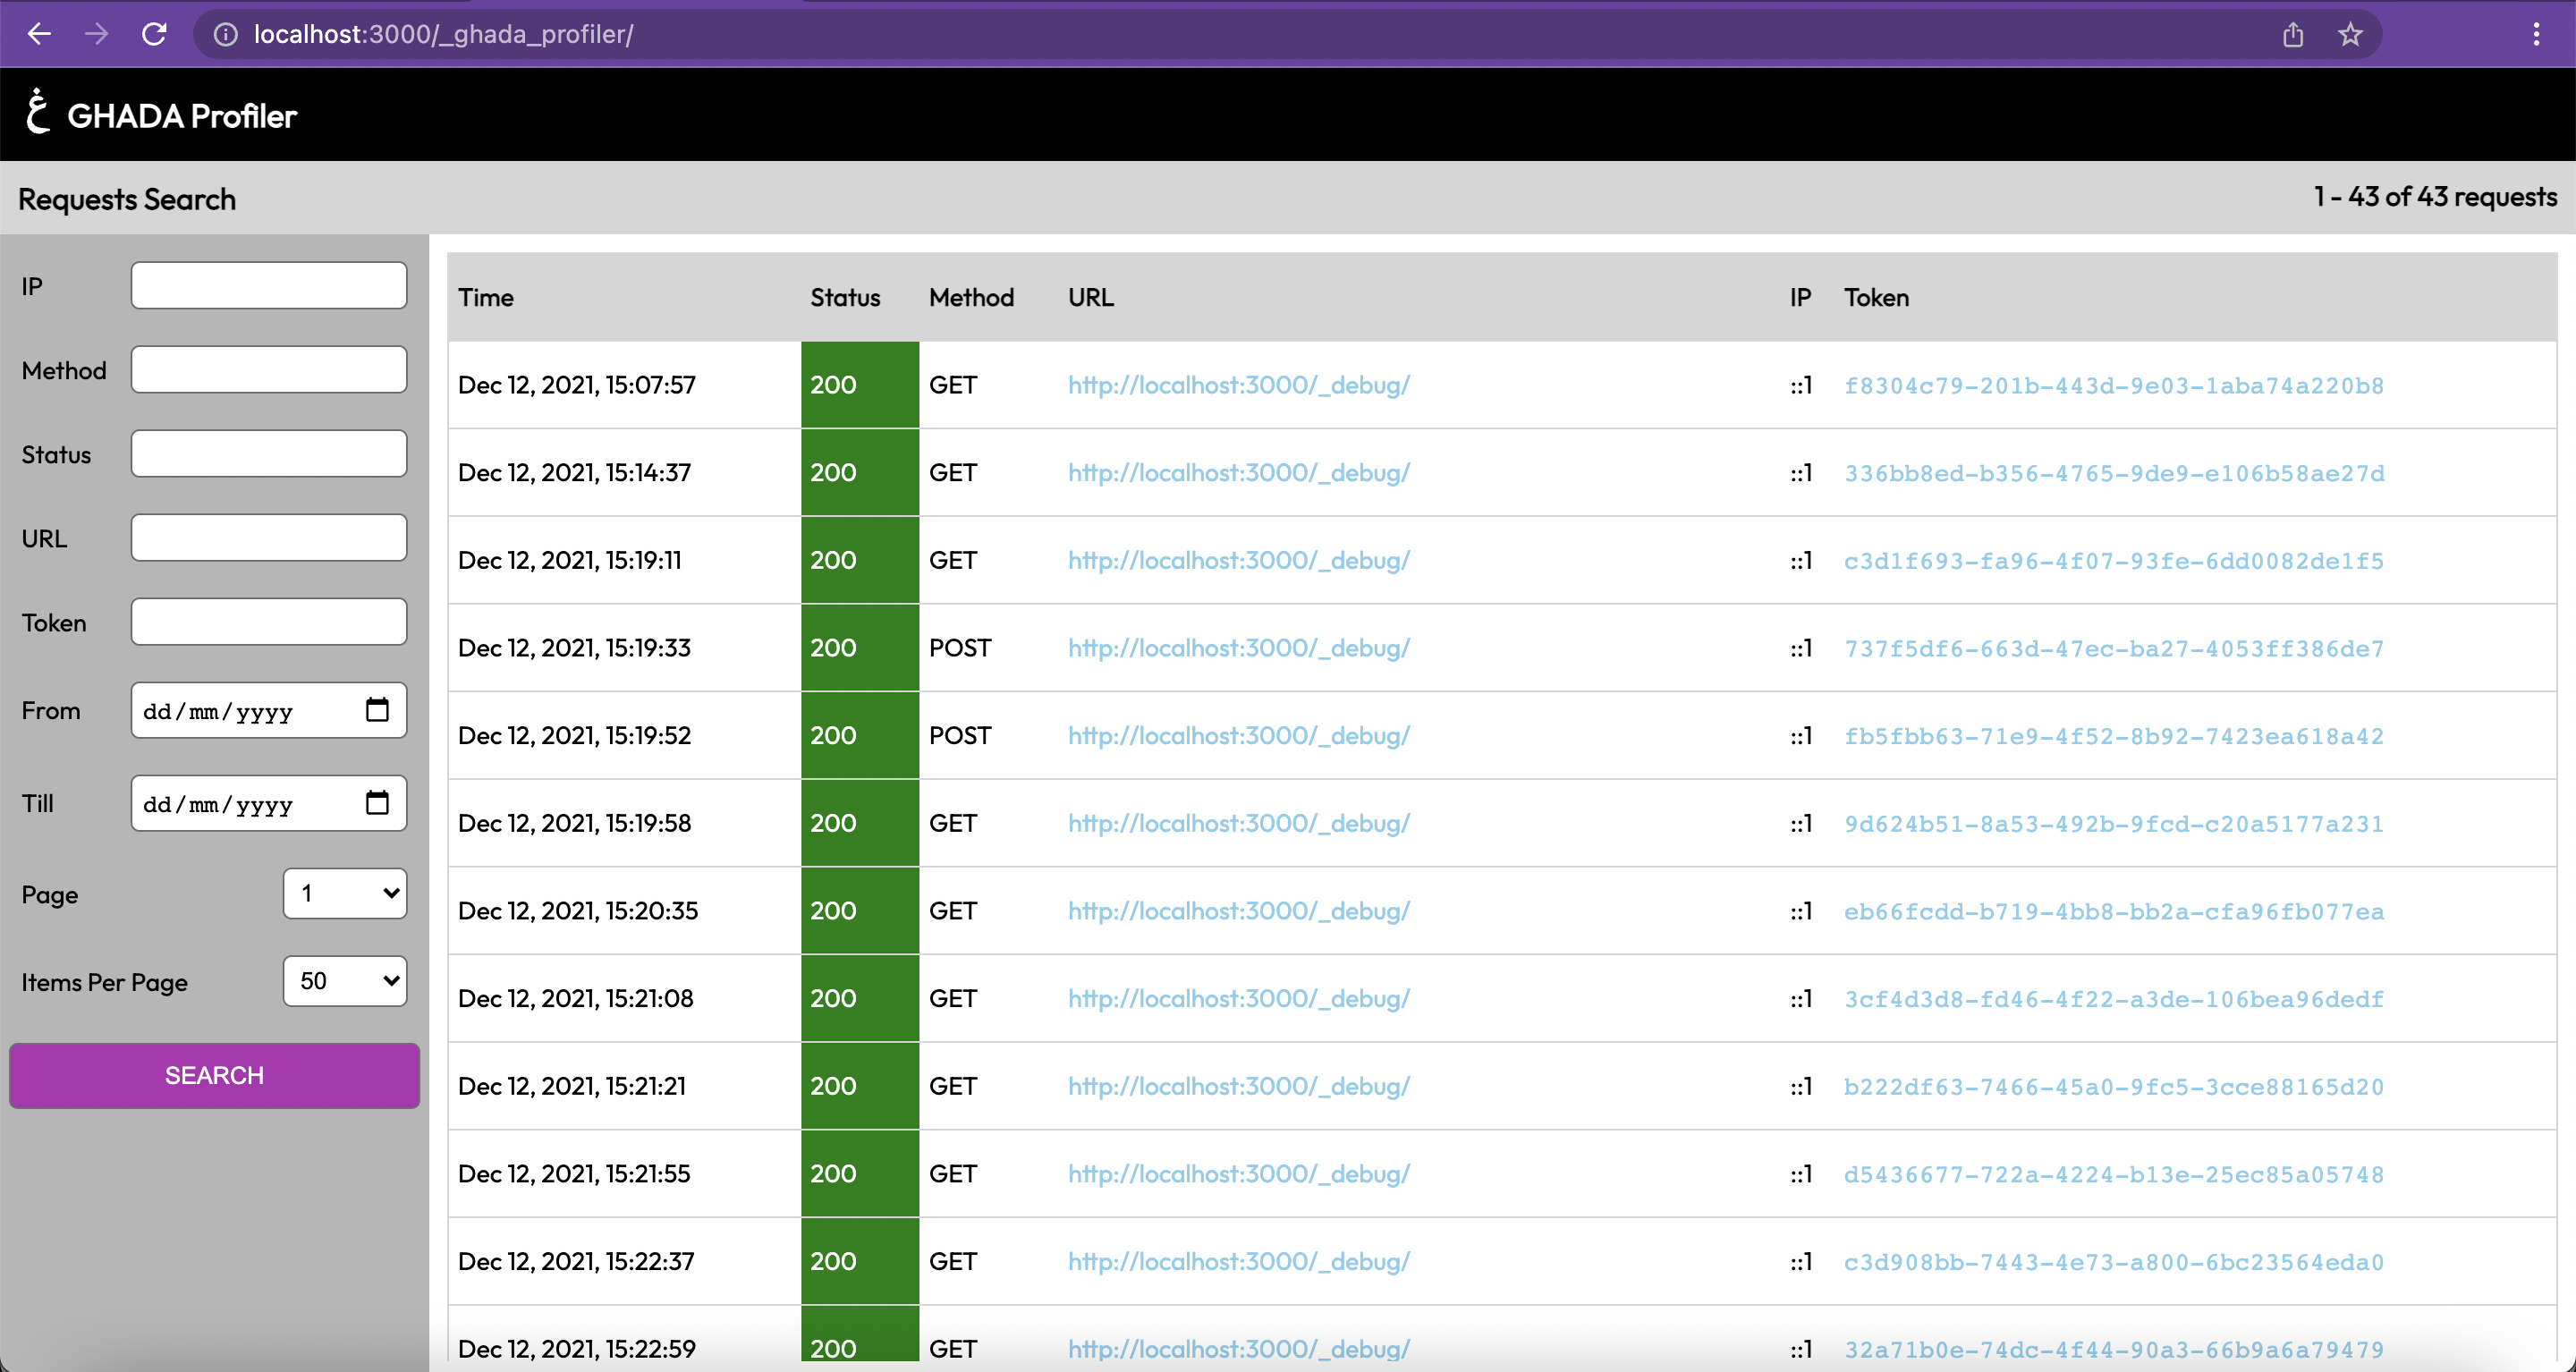 localhost:3000/_ghada_profiler/
غ GHADA Profiler
Requests Search
1 - 43 of 43 requests
IP
Method
Status
URL
Token
From dd/mm/yyyy
Till dd/mm/yyyy
Page 1
Items Per Page 50
SEARCH
Time Status Method URL IP Token
Dec 12, 2021, 15:07:57 200 GET http://localhost:3000/_debug/ ::1 f8304c79-201b-443d-9e03-1aba74a220b8
Dec 12, 2021, 15:14:37 200 GET http://localhost:3000/_debug/ ::1 336bb8ed-b356-4765-9de9-e106b58ae27d
Dec 12, 2021, 15:19:11 200 GET http://localhost:3000/_debug/ ::1 c3d1f693-fa96-4f07-93fe-6dd0082de1f5
Dec 12, 2021, 15:19:33 200 POST http://localhost:3000/_debug/ ::1 737f5df6-663d-47ec-ba27-4053ff386de7
Dec 12, 2021, 15:19:52 200 POST http://localhost:3000/_debug/ ::1 fb5fbb63-71e9-4f52-8b92-7423ea618a42
Dec 12, 2021, 15:19:58 200 GET http://localhost:3000/_debug/ ::1 9d624b51-8a53-492b-9fcd-c20a5177a231
Dec 12, 2021, 15:20:35 200 GET http://localhost:3000/_debug/ ::1 eb66fcdd-b719-4bb8-bb2a-cfa96fb077ea
Dec 12, 2021, 15:21:08 200 GET http://localhost:3000/_debug/ ::1 3cf4d3d8-fd46-4f22-a3de-106bea96dedf
Dec 12, 2021, 15:21:21 200 GET http://localhost:3000/_debug/ ::1 b222df63-7466-45a0-9fc5-3cce88165d20
Dec 12, 2021, 15:21:55 200 GET http://localhost:3000/_debug/ ::1 d5436677-722a-4224-b13e-25ec85a05748
Dec 12, 2021, 15:22:37 200 GET http://localhost:3000/_debug/ ::1 c3d908bb-7443-4e73-a800-6bc23564eda0
Dec 12, 2021, 15:22:59 200 GET http://localhost:3000/_debug/ ::1 32a71b0e-74dc-4f44-90a3-66b9a6a79479